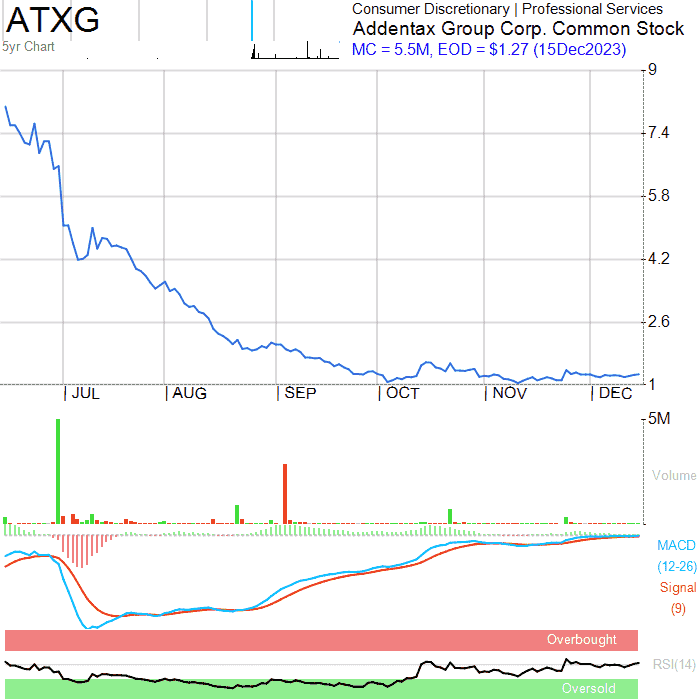 ATXG
5yr Chart
Consumer Discretionary | Professional Services
Addentax Group Corp. Common Stock
MC = 5.5M, EOD = $1.27 (15Dec2023)
9
7.4
5.8
4.2
2.6
1
JUL AUG SEP OCT NOV DEC
5M
Volume
MACD
(12-26)
Signal
(9)
Overbought
RSI(14)
Oversold